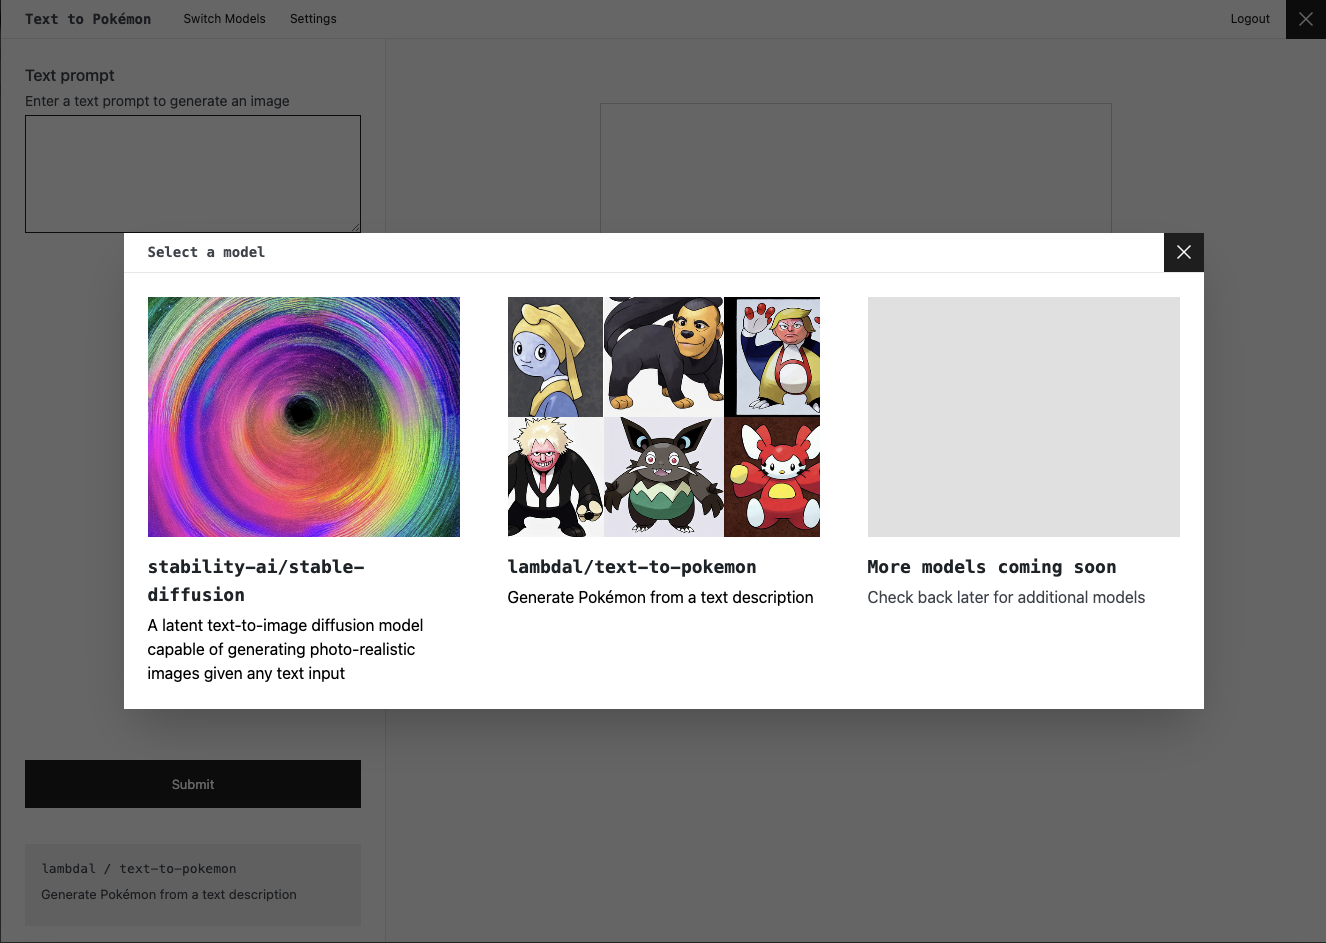 Text to Pokémon
Switch Models
Settings
Logout
Text prompt
Enter a text prompt to generate an image
Select a model
stability-ai/stable-
diffusion
A latent text-to-image diffusion model
capable of generating photo-realistic
images given any text input
lambdal/text-to-pokemon
Generate Pokémon from a text description
More models coming soon
Check back later for additional models
Submit
lambdal / text-to-pokemon
Generate Pokémon from a text description